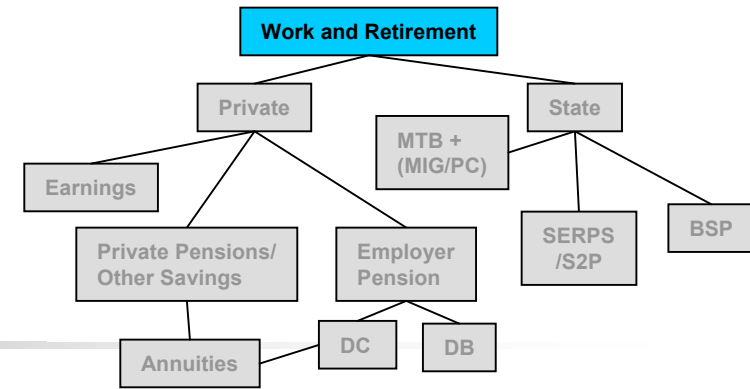 Work and Retirement
Private
State
MTB +
(MIG/PC)
Earnings
SERPS
/S2P
BSP
Private Pensions/
Other Savings
Employer
Pension
DC
DB
Annuities